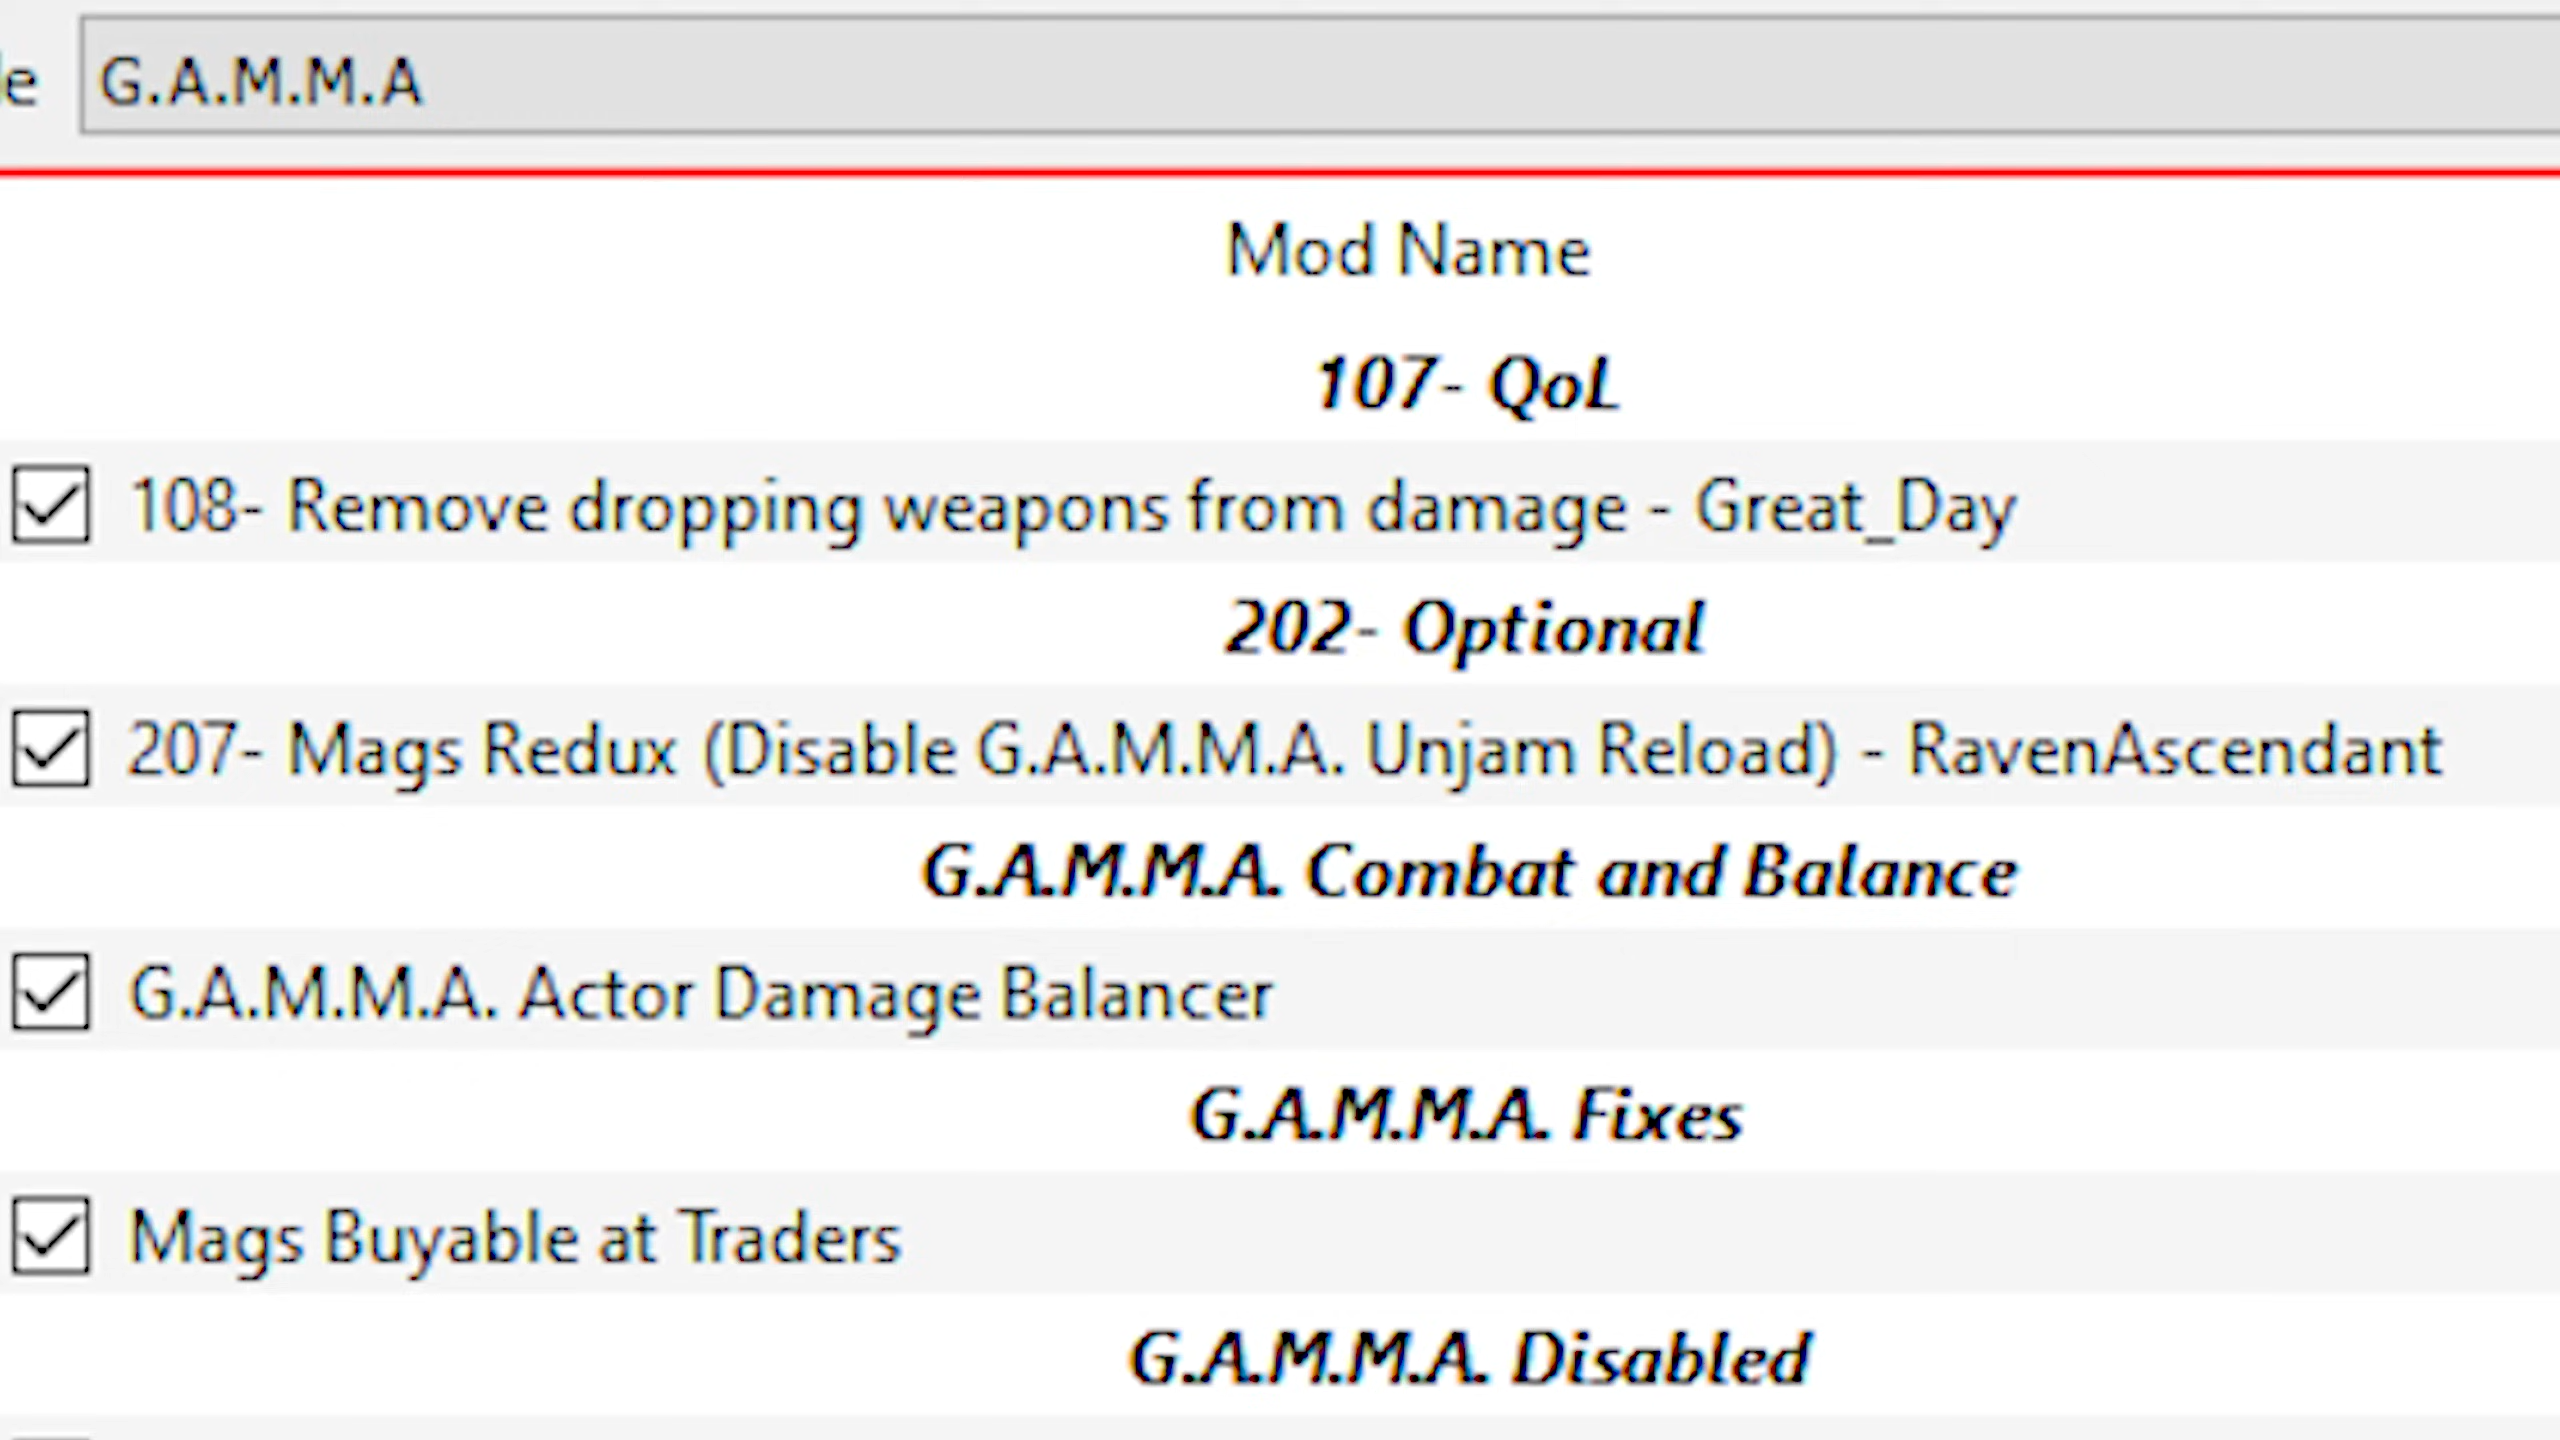 le G.A.M.M.A
Mod Name
107- QoL
108- Remove dropping weapons from damage - Great_Day
202- Optional
207- Mags Redux (Disable G.A.M.M.A. Unjam Reload) - RavenAscendant
G.A.M.M.A. Combat and Balance
G.A.M.M.A. Actor Damage Balancer
G.A.M.M.A. Fixes
Mags Buyable at Traders
G.A.M.M.A. Disabled